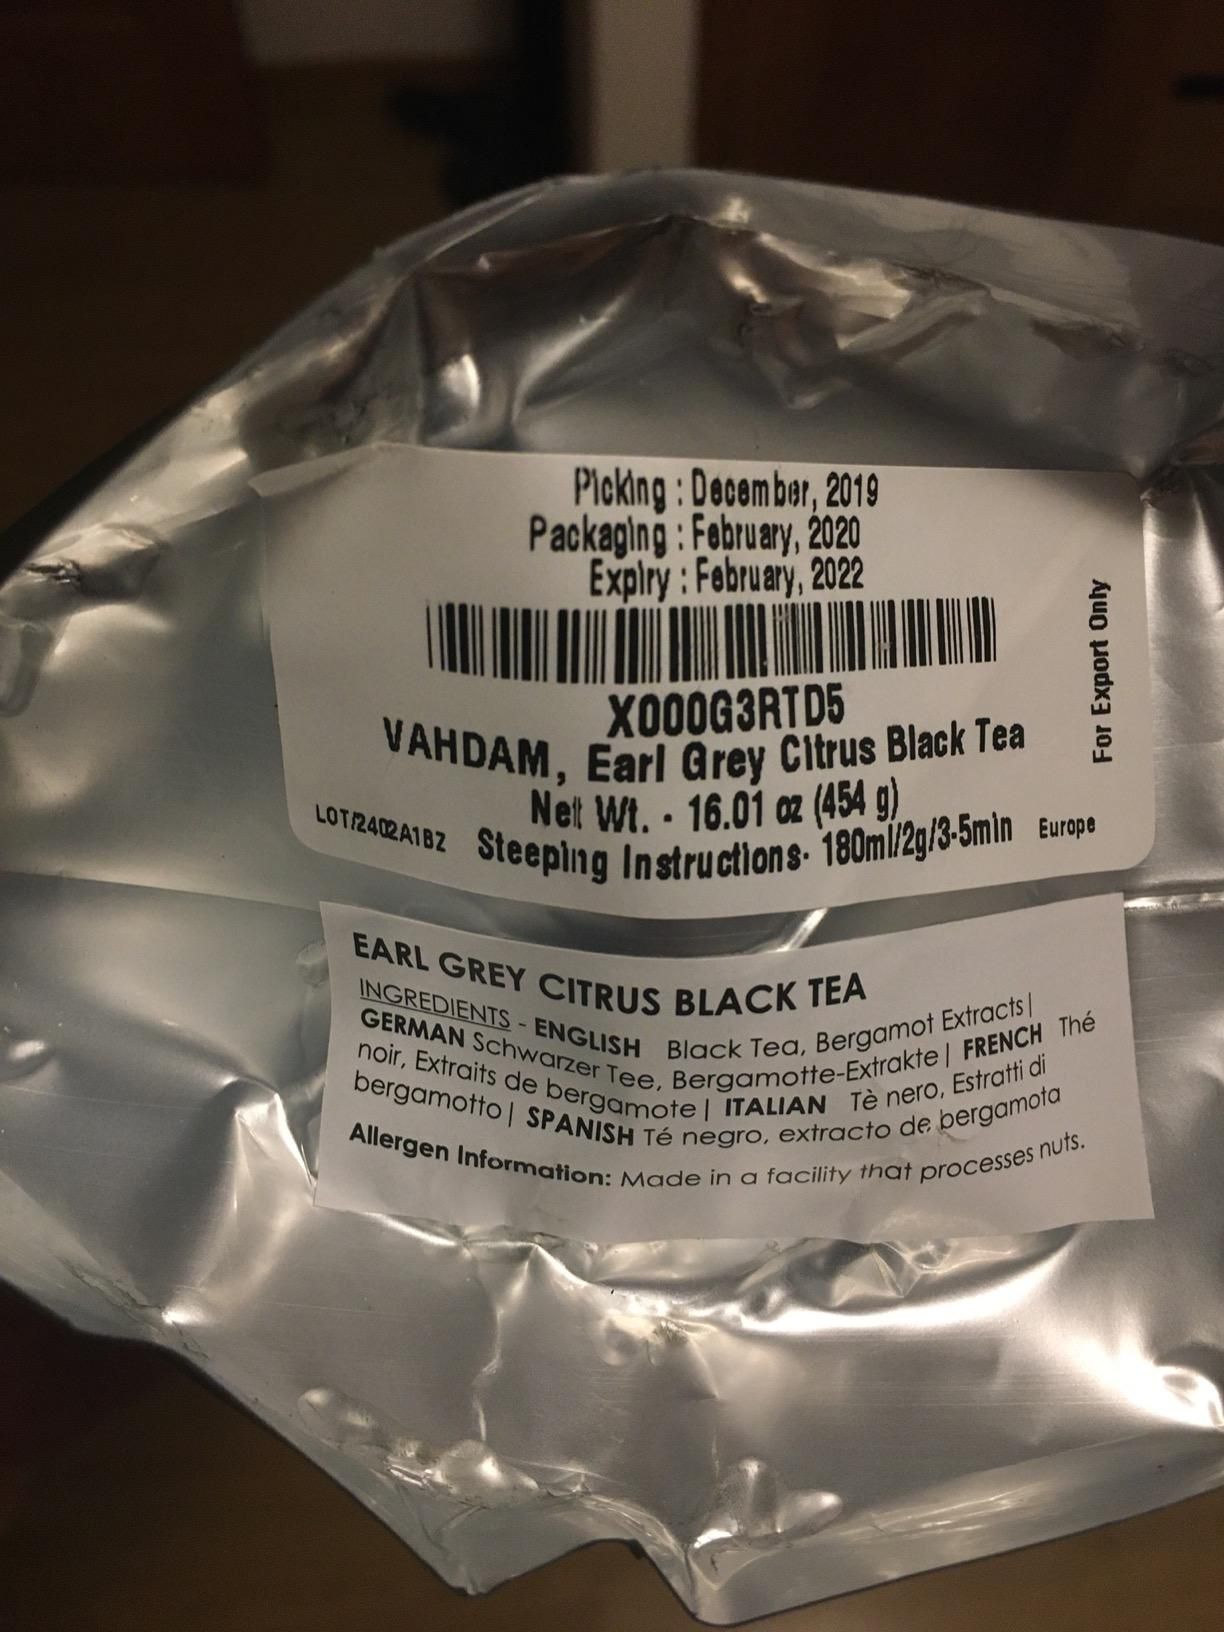 Picking : December, 2019
Packaging : February, 2020
Expiry : February, 2022
X000G3RTD5
VAHDAM, Earl Grey Citrus Black Tea
Net Wt. - 16.01 oz (454 g)
LOT/2402A1BZ Steeping Instructions- 180ml/2g/3-5min Europe
For Export Only
EARL GREY CITRUS BLACK TEA
INGREDIENTS - ENGLISH Black Tea, Bergamot Extracts|
GERMAN Schwarzer Tee, Bergamotte-Extrakte| FRENCH Thé
noir, Extraits de bergamote| ITALIAN Tè nero, Estratti di
bergamotto| SPANISH Té negro, extracto de bergamota
Allergen Information: Made in a facility that processes nuts.